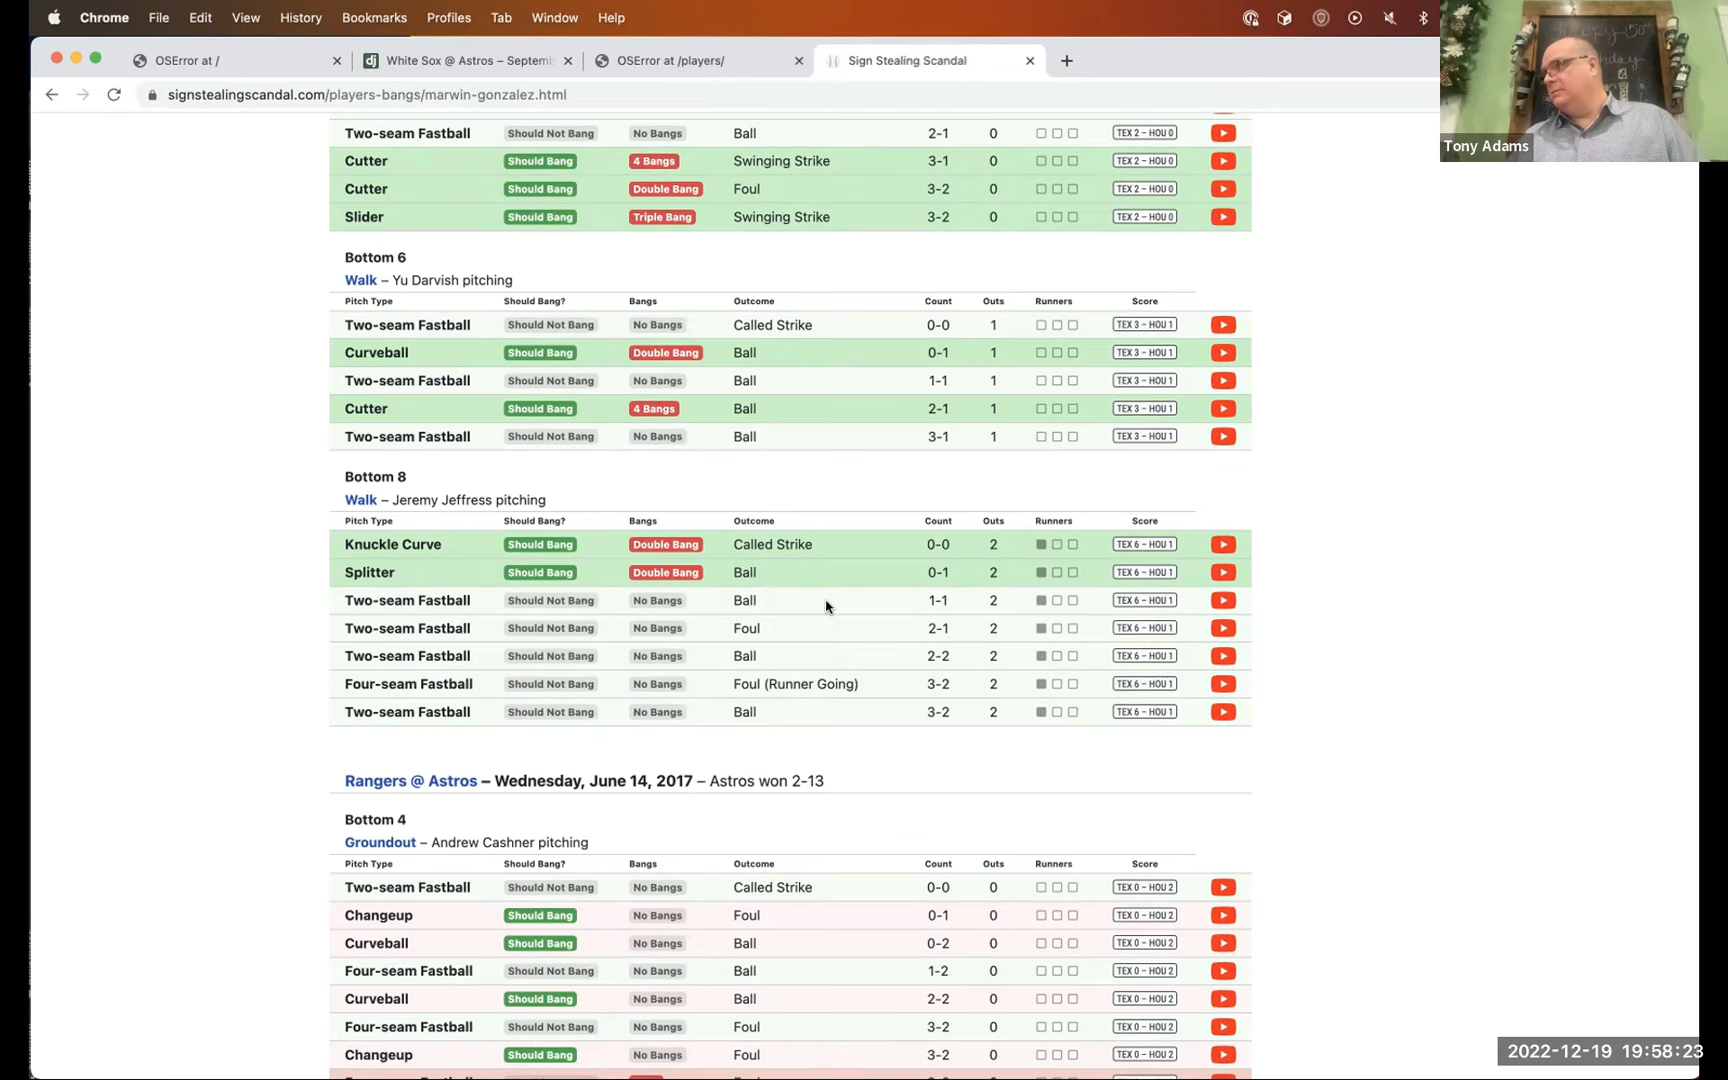 Chrome File Edit View History Bookmarks Profiles Tab Window Help
OSError at / White Sox @ Astros – Septemb OSError at /players/ Sign Stealing Scandal
signstealingscandal.com/players-bangs/marwin-gonzalez.html
Tony Adams
Two-seam Fastball Should Not Bang No Bangs Ball 2-1 0 TEX 2 – HOU 0
Cutter Should Bang 4 Bangs Swinging Strike 3-1 0 TEX 2 – HOU 0
Cutter Should Bang Double Bang Foul 3-2 0 TEX 2 – HOU 0
Slider Should Bang Triple Bang Swinging Strike 3-2 0 TEX 2 – HOU 0
Bottom 6
Walk – Yu Darvish pitching
Pitch Type Should Bang? Bangs Outcome Count Outs Runners Score
Two-seam Fastball Should Not Bang No Bangs Called Strike 0-0 1 TEX 3 – HOU 1
Curveball Should Bang Double Bang Ball 0-1 1 TEX 3 – HOU 1
Two-seam Fastball Should Not Bang No Bangs Ball 1-1 1 TEX 3 – HOU 1
Cutter Should Bang 4 Bangs Ball 2-1 1 TEX 3 – HOU 1
Two-seam Fastball Should Not Bang No Bangs Ball 3-1 1 TEX 3 – HOU 1
Bottom 8
Walk – Jeremy Jeffress pitching
Pitch Type Should Bang? Bangs Outcome Count Outs Runners Score
Knuckle Curve Should Bang Double Bang Called Strike 0-0 2 TEX 6 – HOU 1
Splitter Should Bang Double Bang Ball 0-1 2 TEX 6 – HOU 1
Two-seam Fastball Should Not Bang No Bangs Ball 1-1 2 TEX 6 – HOU 1
Two-seam Fastball Should Not Bang No Bangs Foul 2-1 2 TEX 6 – HOU 1
Two-seam Fastball Should Not Bang No Bangs Ball 2-2 2 TEX 6 – HOU 1
Four-seam Fastball Should Not Bang No Bangs Foul (Runner Going) 3-2 2 TEX 6 – HOU 1
Two-seam Fastball Should Not Bang No Bangs Ball 3-2 2 TEX 6 – HOU 1
Rangers @ Astros – Wednesday, June 14, 2017 – Astros won 2-13
Bottom 4
Groundout – Andrew Cashner pitching
Pitch Type Should Bang? Bangs Outcome Count Outs Runners Score
Two-seam Fastball Should Not Bang No Bangs Called Strike 0-0 0 TEX 0 – HOU 2
Changeup Should Bang No Bangs Foul 0-1 0 TEX 0 – HOU 2
Curveball Should Bang No Bangs Ball 0-2 0 TEX 0 – HOU 2
Four-seam Fastball Should Not Bang No Bangs Ball 1-2 0 TEX 0 – HOU 2
Curveball Should Bang No Bangs Ball 2-2 0 TEX 0 – HOU 2
Four-seam Fastball Should Not Bang No Bangs Foul 3-2 0 TEX 0 – HOU 2
Changeup Should Bang No Bangs Foul 3-2 0 TEX 0 – HOU 2
2022-12-19 19:58:23